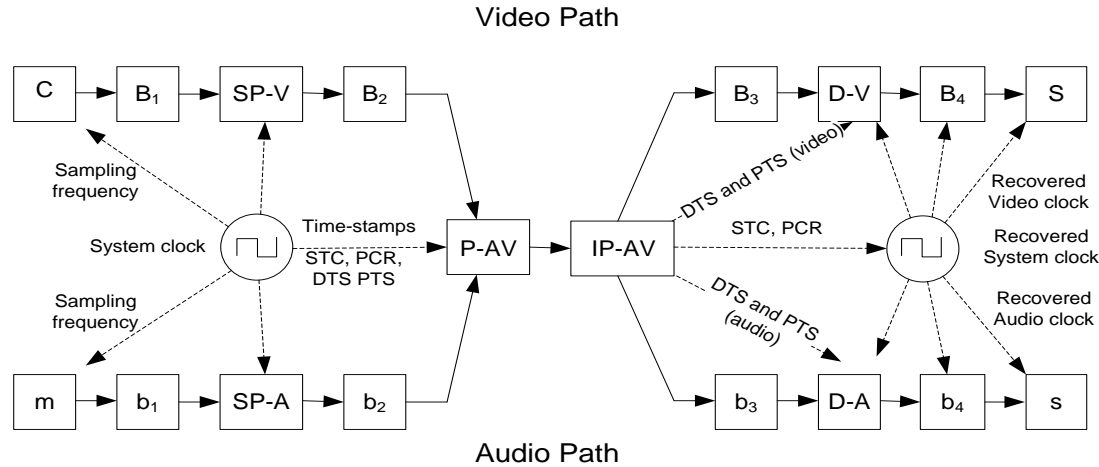 Video Path
C
B₁
SP-V
B₂
B₃
D-V
B₄
S
Sampling
frequency
DTS and PTS (video)
Recovered
Video clock
System clock
Time-stamps
STC, PCR,
DTS PTS
P-AV
IP-AV
STC, PCR
Recovered
System clock
Sampling
frequency
DTS and PTS
(audio)
Recovered
Audio clock
m
b₁
SP-A
b₂
b₃
D-A
b₄
s
Audio Path